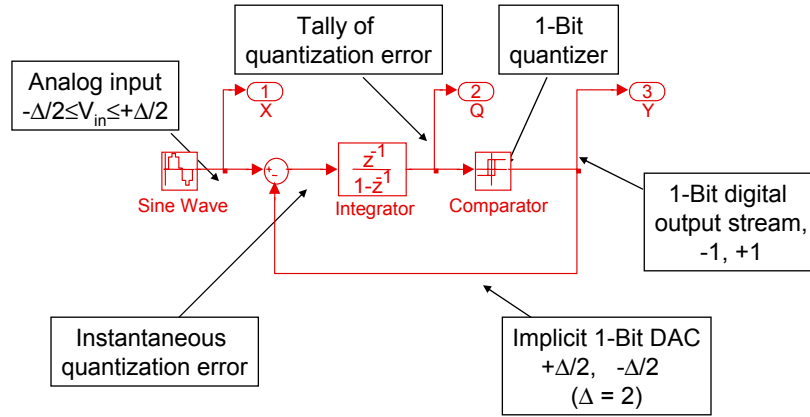 Tally of
quantization error
1-Bit
quantizer
Analog input
-Δ/2≤V_in≤+Δ/2
1
X
2
Q
3
Y
+
−
z^-1
1-z^-1
Sine Wave
Integrator
Comparator
1-Bit digital
output stream,
-1, +1
Instantaneous
quantization error
Implicit 1-Bit DAC
+Δ/2, -Δ/2
(Δ = 2)